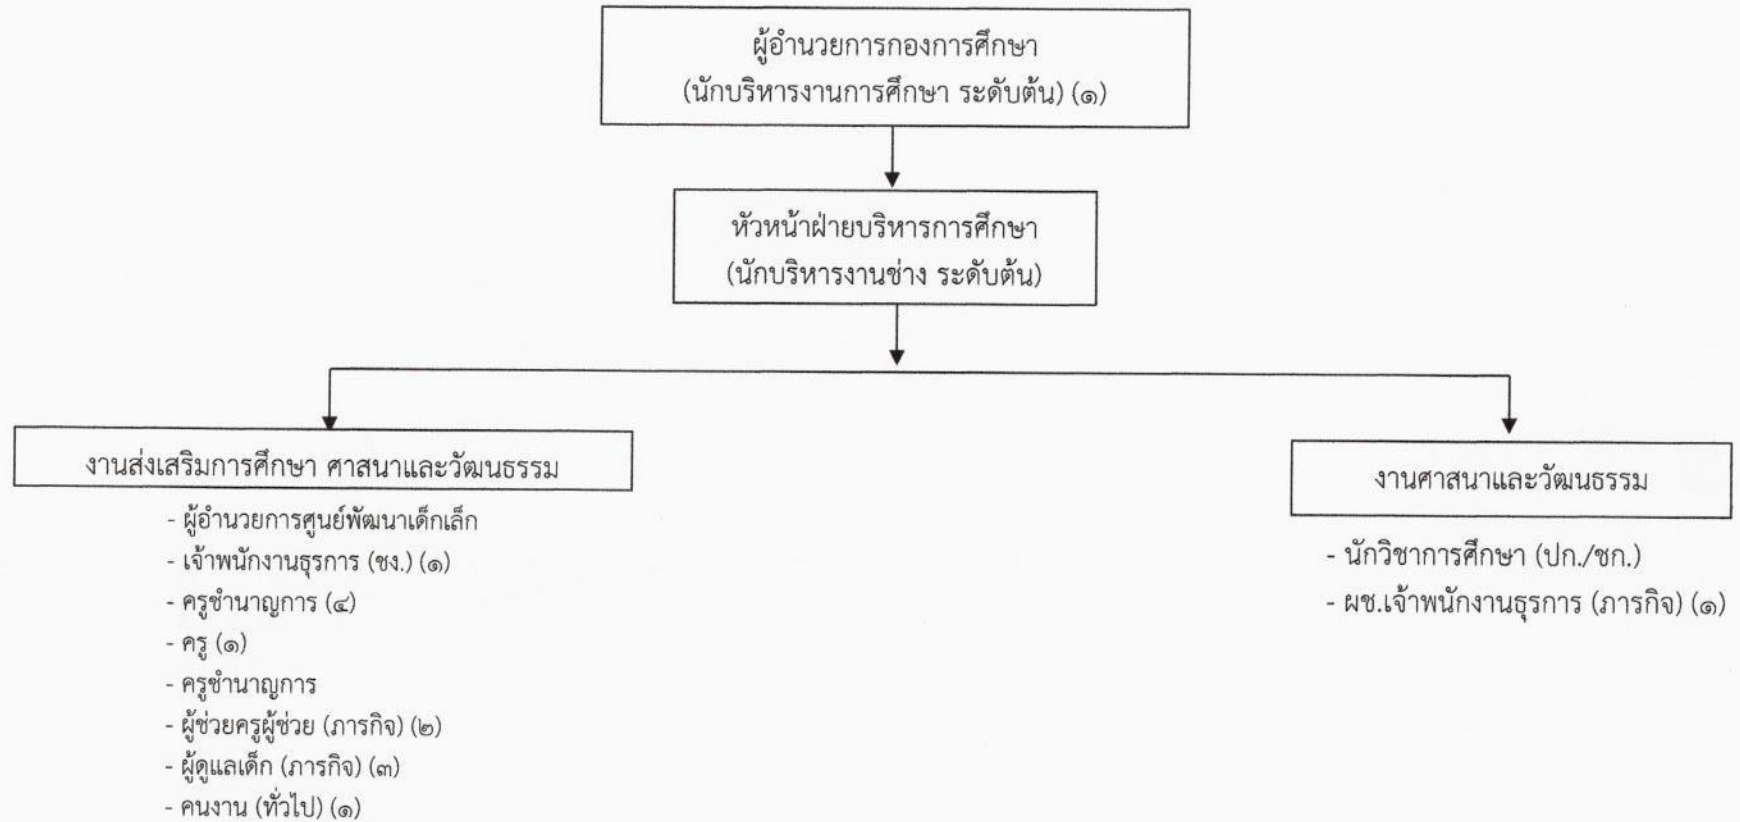 ผู้อำนวยการกองการศึกษา
(นักบริหารงานการศึกษา ระดับต้น) (๑)
หัวหน้าฝ่ายบริหารการศึกษา
(นักบริหารงานช่าง ระดับต้น)
งานส่งเสริมการศึกษา ศาสนาและวัฒนธรรม
- ผู้อำนวยการศูนย์พัฒนาเด็กเล็ก
- เจ้าพนักงานธุรการ (ชง.) (๑)
- ครูชำนาญการ (๔)
- ครู (๑)
- ครูชำนาญการ
- ผู้ช่วยครูผู้ช่วย (ภารกิจ) (๒)
- ผู้ดูแลเด็ก (ภารกิจ) (๓)
- คนงาน (ทั่วไป) (๑)
งานศาสนาและวัฒนธรรม
- นักวิชาการศึกษา (ปก./ชก.)
- ผช.เจ้าพนักงานธุรการ (ภารกิจ) (๑)